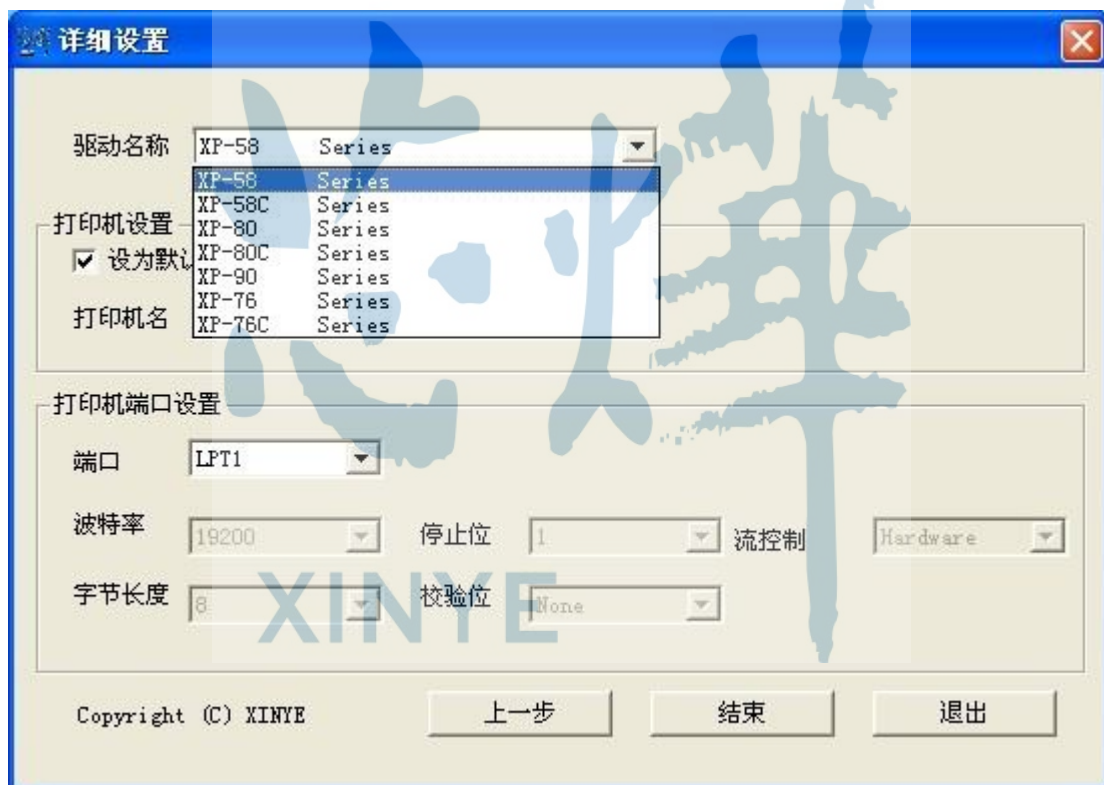 详细设置
驱动名称 XP-58 Series
XP-58 Series
XP-58C Series
XP-80 Series
XP-80C Series
XP-90 Series
XP-76 Series
XP-76C Series
打印机设置
设为默认
打印机名
打印机端口设置
端口 LPT1
波特率 19200 停止位 1 流控制 Hardware
字节长度 8 校验位 None
芯烨
XINYE
Copyright (C) XINYE 上一步 结束 退出